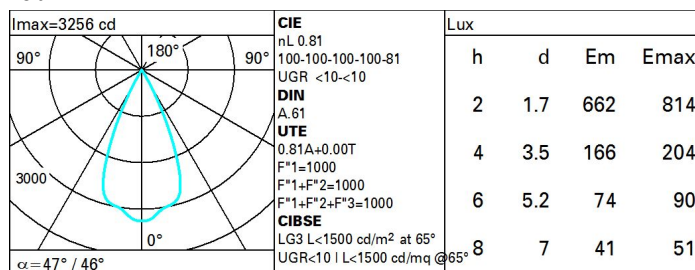 Imax=3256 cd
90°
180°
90°
3000
0°
α=47° / 46°
CIE
nL 0.81
100-100-100-100-81
UGR <10-<10
DIN
A.61
UTE
0.81A+0.00T
F"1=1000
F"1+F"2=1000
F"1+F"2+F"3=1000
CIBSE
LG3 L<1500 cd/m² at 65°
UGR<10 | L<1500 cd/mq @65°
Lux
h d Em Emax
2 1.7 662 814
4 3.5 166 204
6 5.2 74 90
8 7 41 51